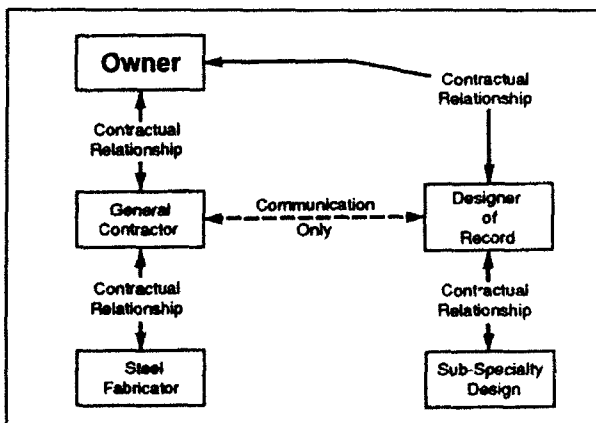 Owner
Contractual
Relationship
Contractual
Relationship
General
Contractor
Communication
Only
Designer
of
Record
Contractual
Relationship
Contractual
Relationship
Steel
Fabricator
Sub-Specialty
Design